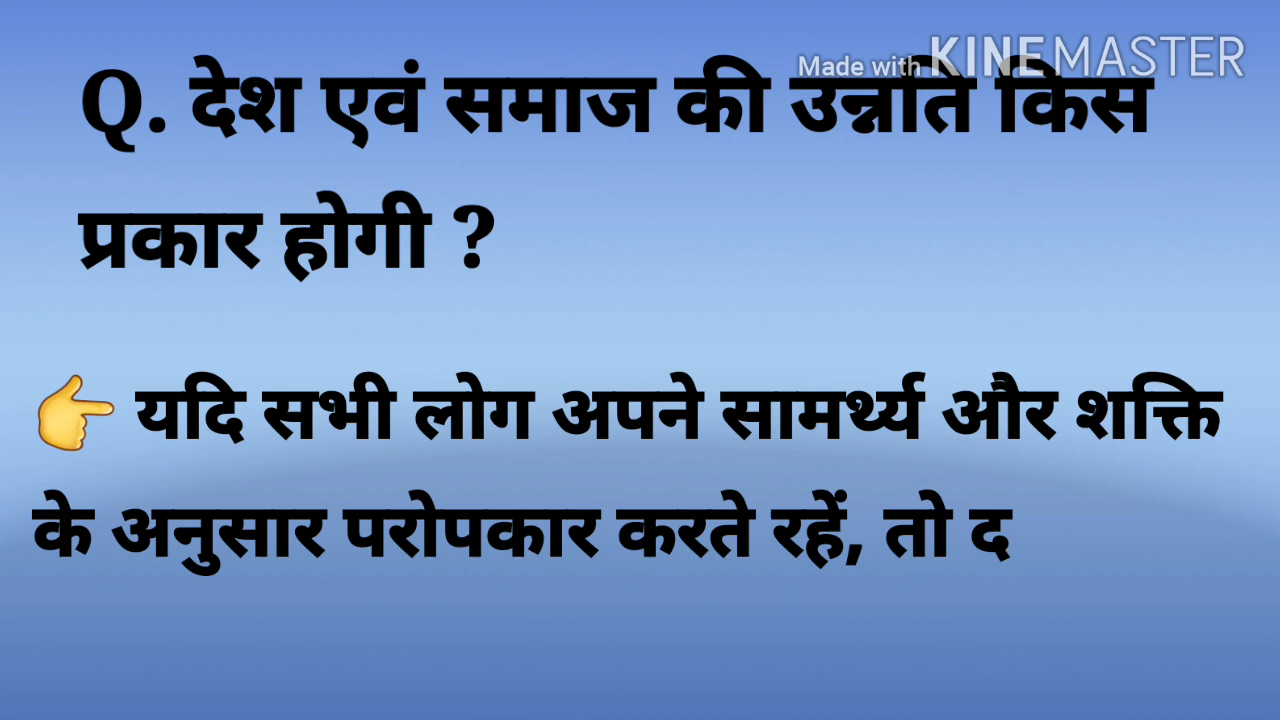 Made with KINEMASTER
Q. देश एवं समाज की उन्नति किस
प्रकार होगी ?
👉 यदि सभी लोग अपने सामर्थ्य और शक्ति
के अनुसार परोपकार करते रहें, तो द